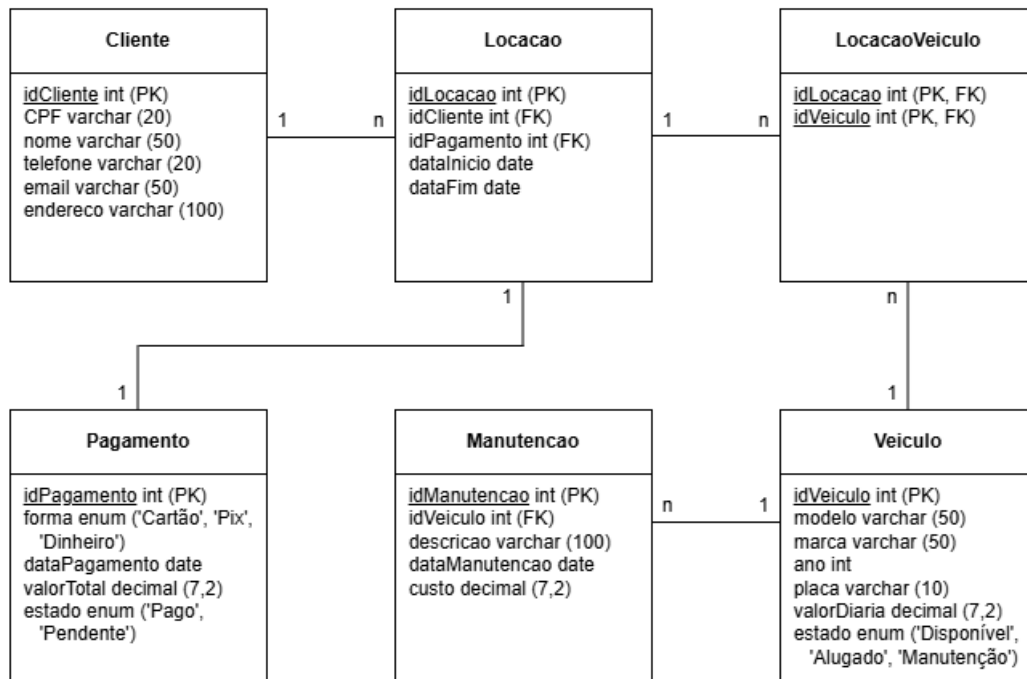 Cliente
idCliente int (PK)
CPF varchar (20)
nome varchar (50)
telefone varchar (20)
email varchar (50)
endereco varchar (100)
1
n
Locacao
idLocacao int (PK)
idCliente int (FK)
idPagamento int (FK)
dataInicio date
dataFim date
1
n
LocacaoVeiculo
idLocacao int (PK, FK)
idVeiculo int (PK, FK)
1
n
1
1
Pagamento
idPagamento int (PK)
forma enum ('Cartão', 'Pix',
'Dinheiro')
dataPagamento date
valorTotal decimal (7,2)
estado enum ('Pago',
'Pendente')
Manutencao
idManutencao int (PK)
idVeiculo int (FK)
descricao varchar (100)
dataManutencao date
custo decimal (7,2)
n
1
Veiculo
idVeiculo int (PK)
modelo varchar (50)
marca varchar (50)
ano int
placa varchar (10)
valorDiaria decimal (7,2)
estado enum ('Disponível',
'Alugado', 'Manutenção')